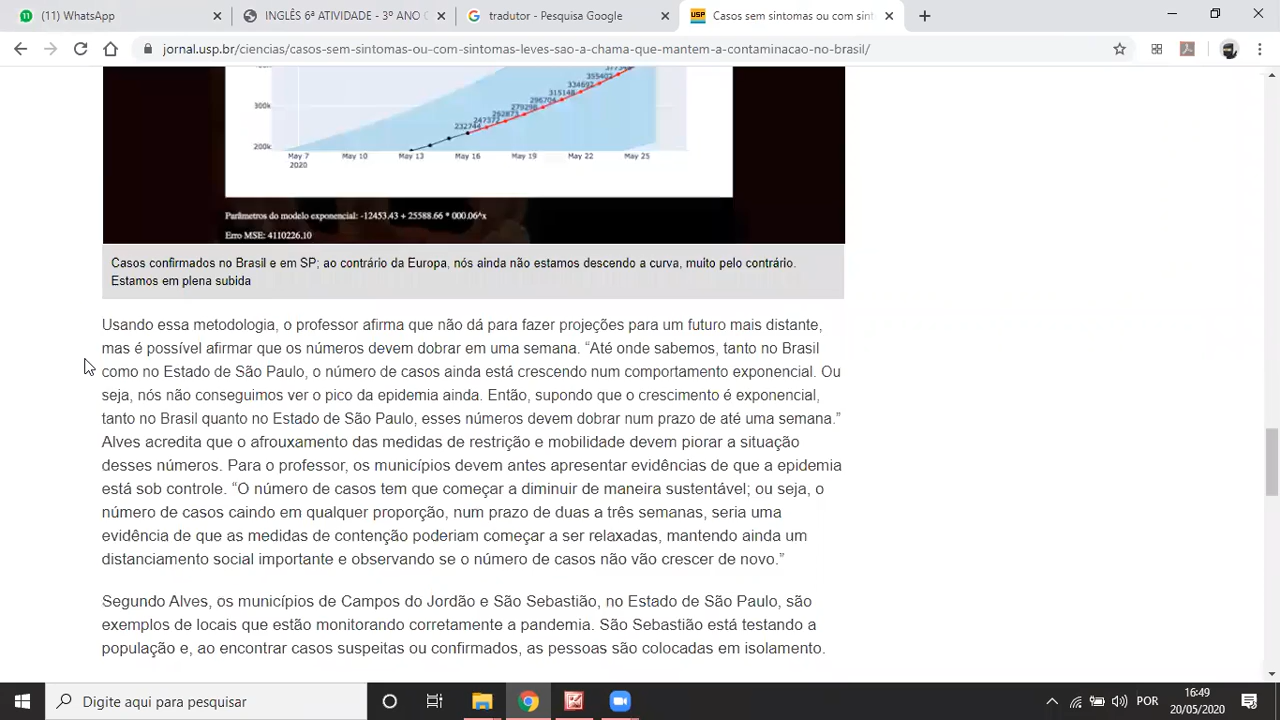 (11) WhatsApp
INGLÊS 6ª ATIVIDADE - 3º ANO
tradutor - Pesquisa Google
USP Casos sem sintomas ou com sint
jornal.usp.br/ciencias/casos-sem-sintomas-ou-com-sintomas-leves-sao-a-chama-que-mantem-a-contaminacao-no-brasil/
355402
334692
315148
300k
296704
279298
262873
247372
232744
200k
May 7 May 10 May 13 May 16 May 19 May 22 May 25
2020
Parâmetros do modelo exponencial: -12453.43 + 25588.66 * 000.06^x
Erro MSE: 4110226.10
Casos confirmados no Brasil e em SP; ao contrário da Europa, nós ainda não estamos descendo a curva, muito pelo contrário.
Estamos em plena subida
Usando essa metodologia, o professor afirma que não dá para fazer projeções para um futuro mais distante,
mas é possível afirmar que os números devem dobrar em uma semana. “Até onde sabemos, tanto no Brasil
como no Estado de São Paulo, o número de casos ainda está crescendo num comportamento exponencial. Ou
seja, nós não conseguimos ver o pico da epidemia ainda. Então, supondo que o crescimento é exponencial,
tanto no Brasil quanto no Estado de São Paulo, esses números devem dobrar num prazo de até uma semana.”
Alves acredita que o afrouxamento das medidas de restrição e mobilidade devem piorar a situação
desses números. Para o professor, os municípios devem antes apresentar evidências de que a epidemia
está sob controle. “O número de casos tem que começar a diminuir de maneira sustentável; ou seja, o
número de casos caindo em qualquer proporção, num prazo de duas a três semanas, seria uma
evidência de que as medidas de contenção poderiam começar a ser relaxadas, mantendo ainda um
distanciamento social importante e observando se o número de casos não vão crescer de novo.”
Segundo Alves, os municípios de Campos do Jordão e São Sebastião, no Estado de São Paulo, são
exemplos de locais que estão monitorando corretamente a pandemia. São Sebastião está testando a
população e, ao encontrar casos suspeitas ou confirmados, as pessoas são colocadas em isolamento.
Digite aqui para pesquisar
POR
16:49
20/05/2020